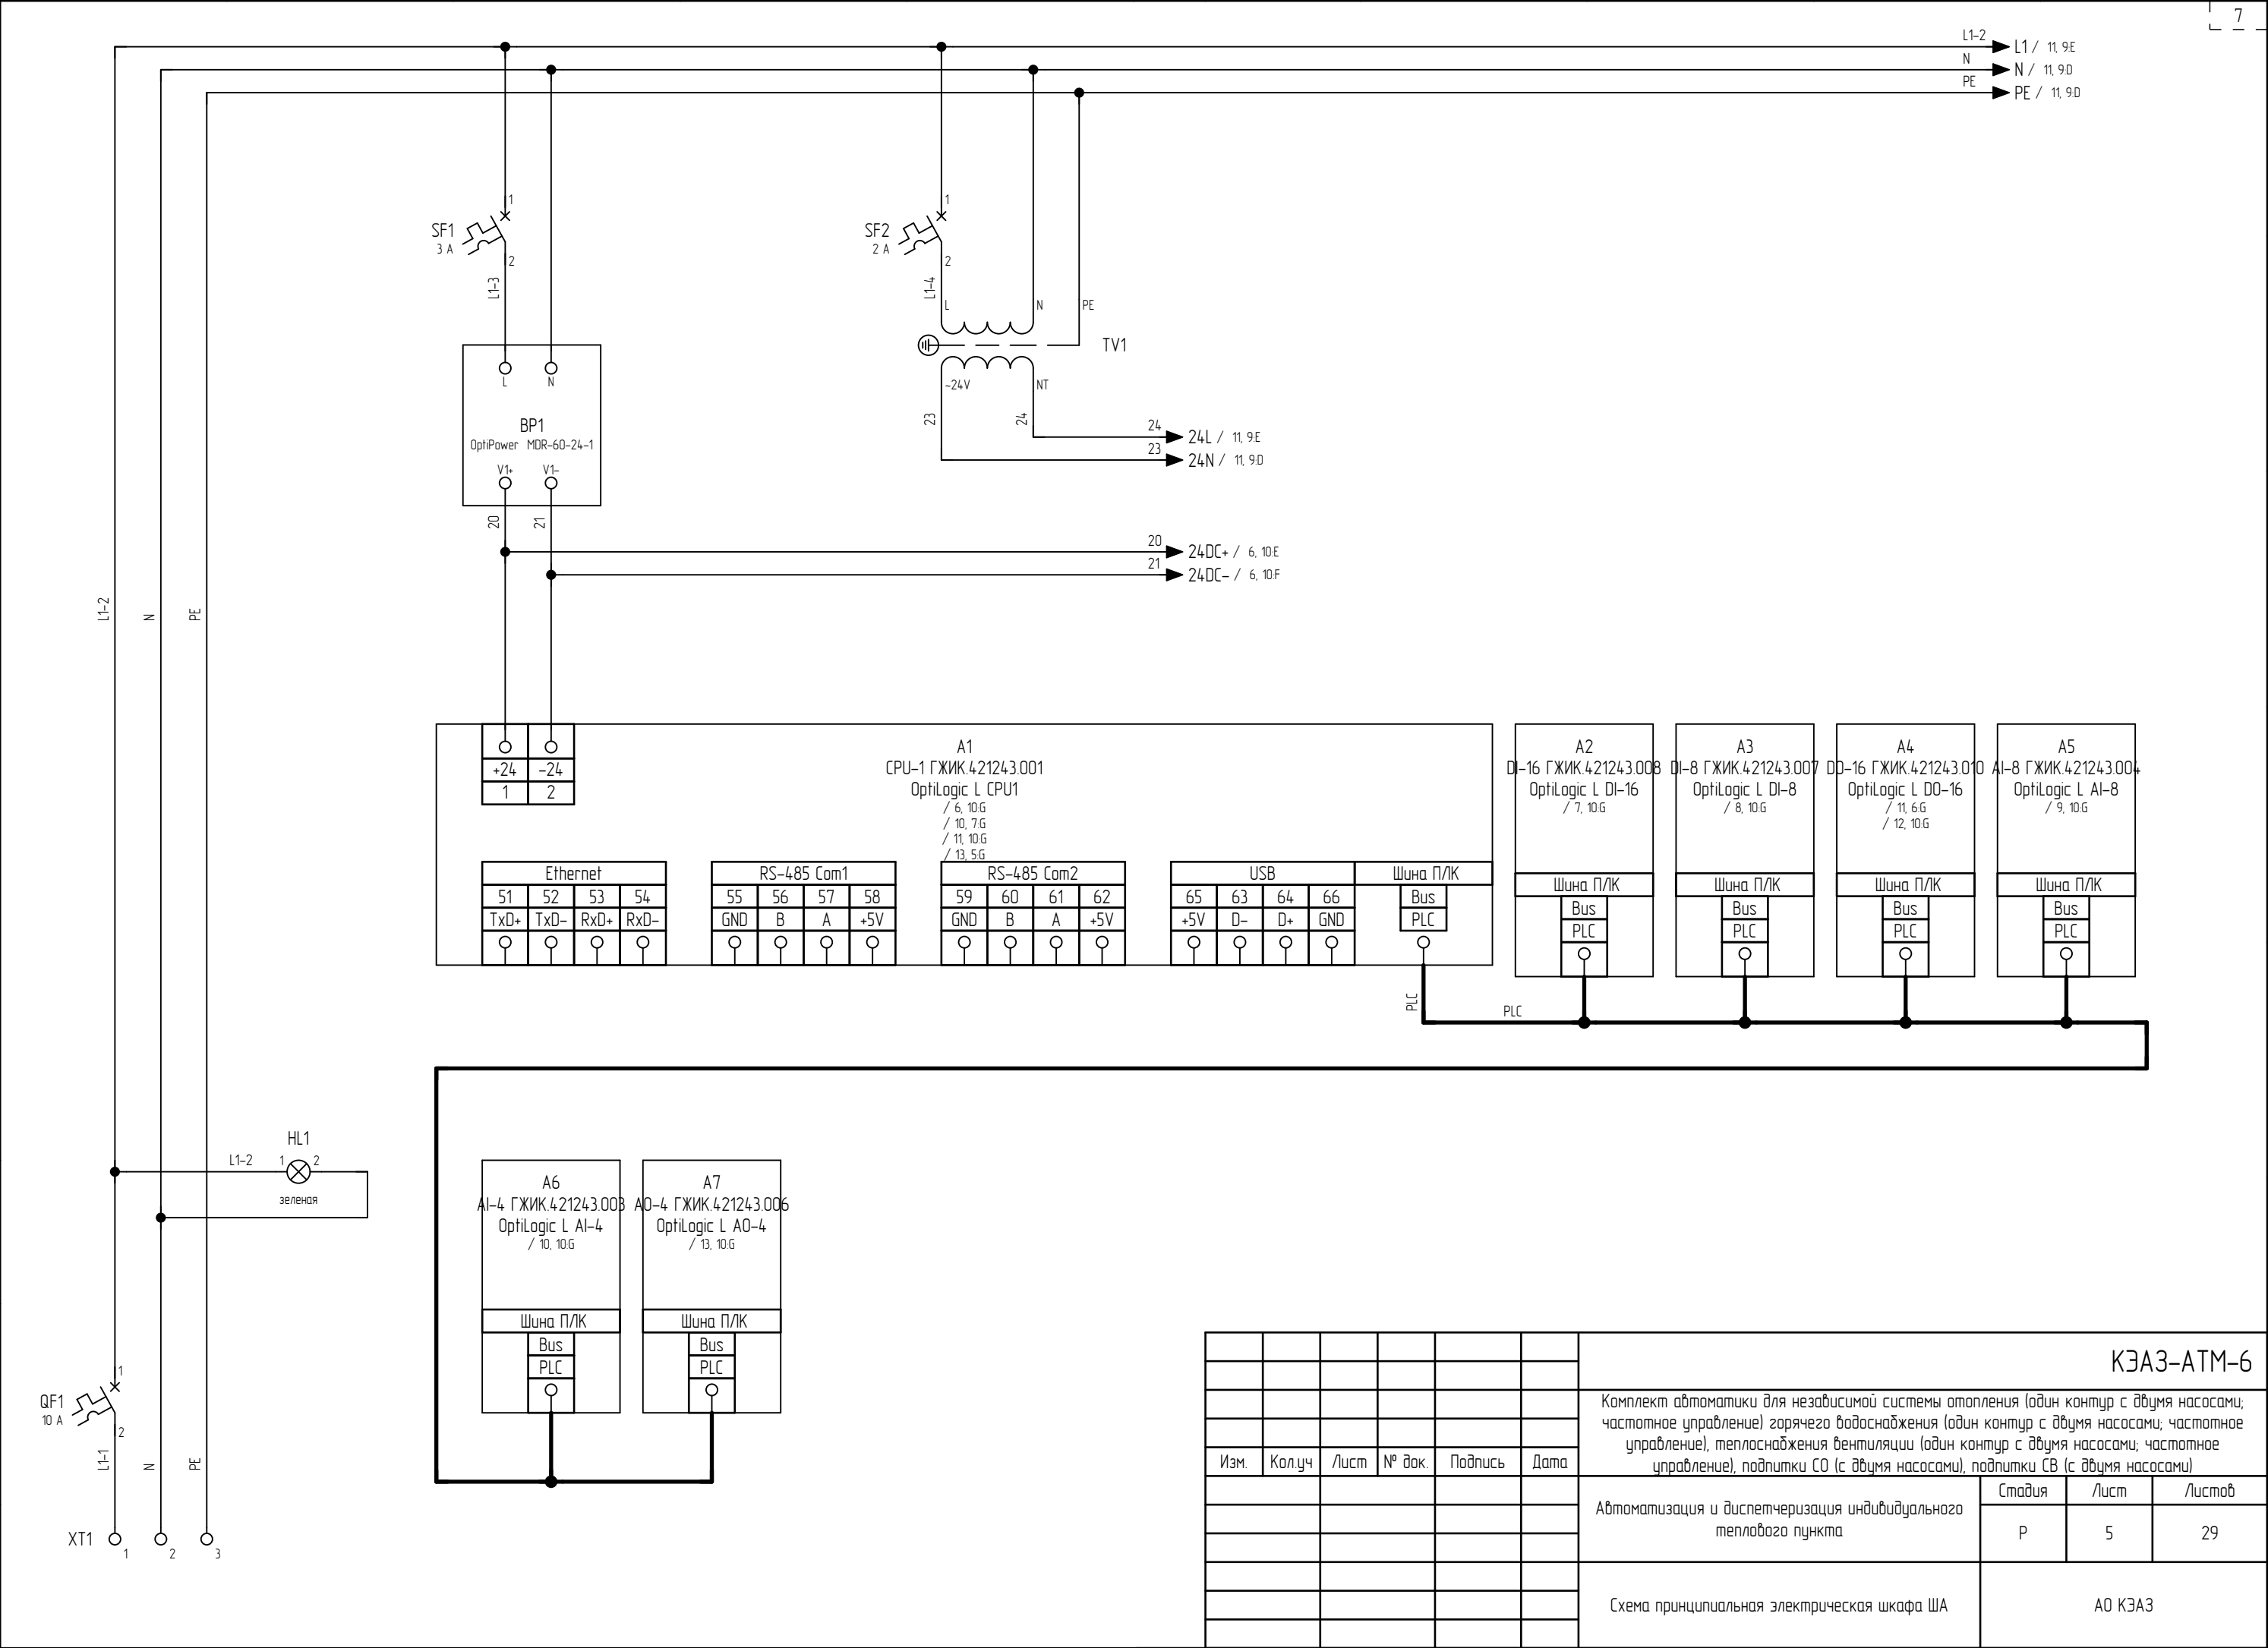 7
L1-2
L1 / 11, 9:E
N
N / 11, 9:D
PE
PE / 11, 9:D
1
SF1
3 А
2
L1-3
1
SF2
2 А
2
L1-4
L
N
PE
TV1
~24V
NT
23
24
24
24L / 11, 9:E
23
24N / 11, 9:D
L
N
BP1
OptiPower MDR-60-24-1
V1+
V1-
20
21
20
24DC+ / 6, 10:E
21
24DC- / 6, 10:F
L1-2
N
PE
+24
-24
1
2
A1
CPU-1 ГЖИК.421243.001
OptiLogic L CPU1
/ 6, 10:G
/ 10, 7:G
/ 11, 10:G
/ 13, 5:G
Ethernet
51 52 53 54
TxD+ TxD- RxD+ RxD-
RS-485 Com1
55 56 57 58
GND B A +5V
RS-485 Com2
59 60 61 62
GND B A +5V
USB
65 63 64 66
+5V D- D+ GND
Шина ПЛК
Bus
PLC
A2
DI-16 ГЖИК.421243.008
OptiLogic L DI-16
/ 7, 10:G
Шина ПЛК
Bus
PLC
A3
DI-8 ГЖИК.421243.007
OptiLogic L DI-8
/ 8, 10:G
Шина ПЛК
Bus
PLC
A4
DO-16 ГЖИК.421243.010
OptiLogic L DO-16
/ 11, 6:G
/ 12, 10:G
Шина ПЛК
Bus
PLC
A5
AI-8 ГЖИК.421243.004
OptiLogic L AI-8
/ 9, 10:G
Шина ПЛК
Bus
PLC
PLC
PLC
HL1
L1-2
1
2
зеленая
A6
AI-4 ГЖИК.421243.003
OptiLogic L AI-4
/ 10, 10:G
Шина ПЛК
Bus
PLC
A7
AO-4 ГЖИК.421243.006
OptiLogic L AO-4
/ 13, 10:G
Шина ПЛК
Bus
PLC
1
QF1
10 А
2
L1-1
N
PE
XT1
1
2
3
КЭАЗ-АТМ-6
Комплект автоматики для независимой системы отопления (один контур с двумя насосами;
частотное управление) горячего водоснабжения (один контур с двумя насосами; частотное
управление), теплоснабжения вентиляции (один контур с двумя насосами; частотное
управление), подпитки СО (с двумя насосами), подпитки СВ (с двумя насосами)
Изм. Кол.уч Лист № док. Подпись Дата
Автоматизация и диспетчеризация индивидуального
теплового пункта
Стадия Лист Листов
Р 5 29
Схема принципиальная электрическая шкафа ША
АО КЭАЗ